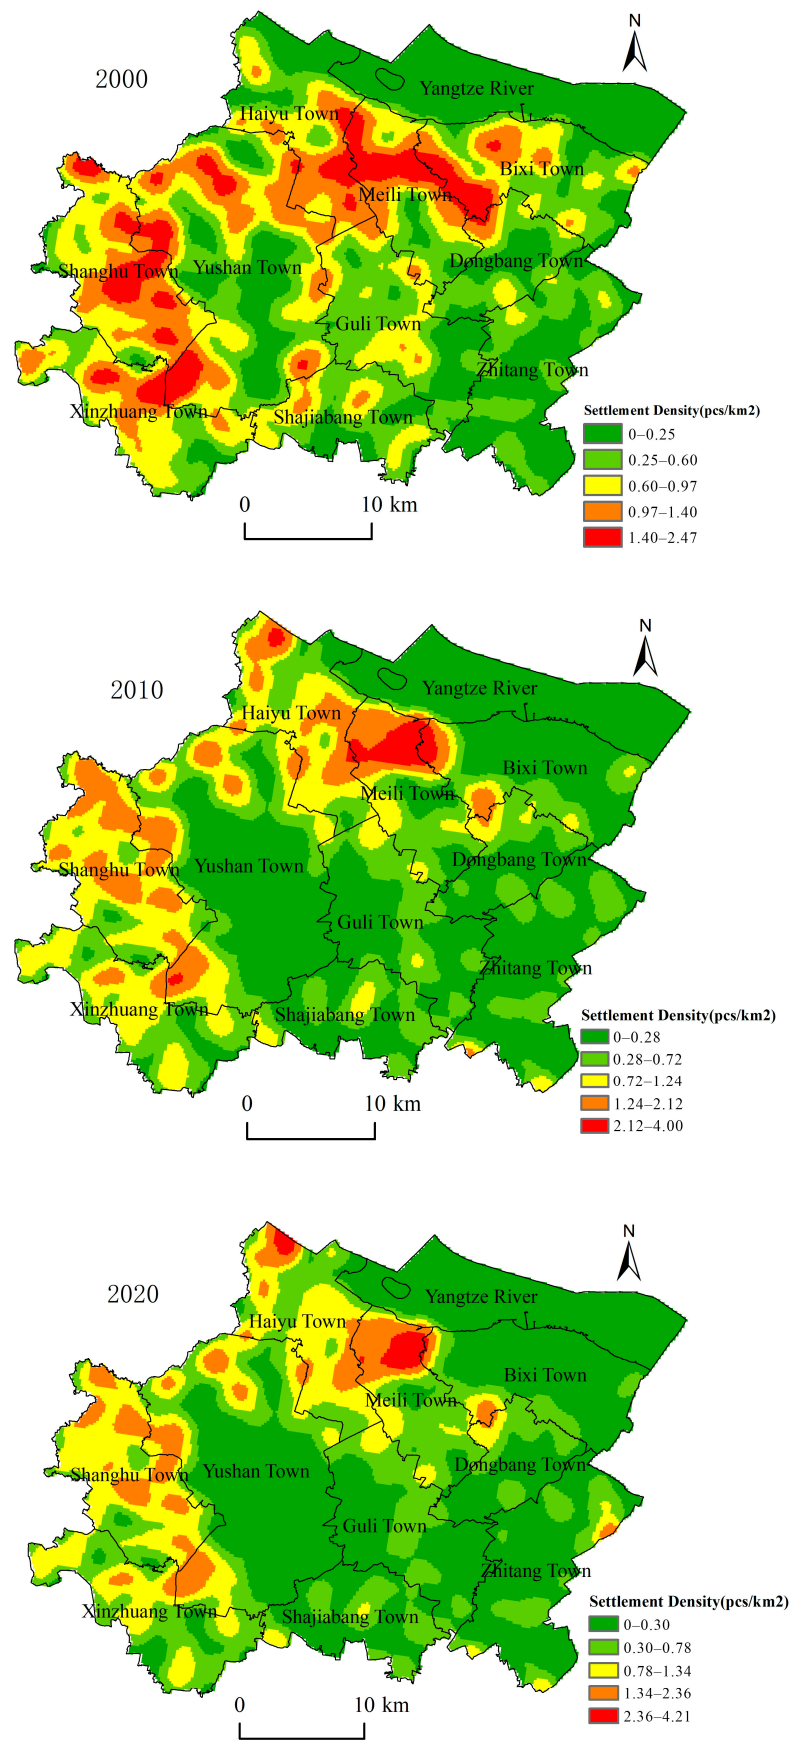 N
2000
Yangtze River
Haiyu Town
Bixi Town
Meili Town
Shanghu Town
Yushan Town
Dongbang Town
Guli Town
Zhitang Town
Xinzhuang Town
Shajiabang Town
Settlement Density(pcs/km2)
0–0.25
0.25–0.60
0.60–0.97
0.97–1.40
1.40–2.47
0 10 km
N
2010
Yangtze River
Haiyu Town
Bixi Town
Meili Town
Shanghu Town
Yushan Town
Dongbang Town
Guli Town
Zhitang Town
Xinzhuang Town
Shajiabang Town
Settlement Density(pcs/km2)
0–0.28
0.28–0.72
0.72–1.24
1.24–2.12
2.12–4.00
0 10 km
N
2020
Yangtze River
Haiyu Town
Bixi Town
Meili Town
Shanghu Town
Yushan Town
Dongbang Town
Guli Town
Zhitang Town
Xinzhuang Town
Shajiabang Town
Settlement Density(pcs/km2)
0–0.30
0.30–0.78
0.78–1.34
1.34–2.36
2.36–4.21
0 10 km